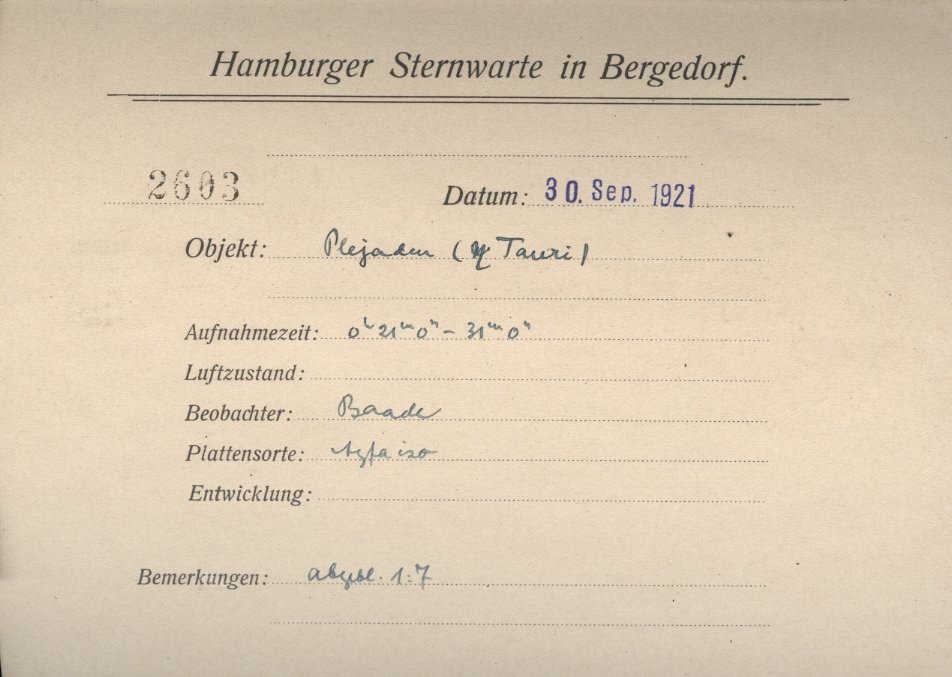 Hamburger Sternwarte in Bergedorf.
2603 Datum: 30. Sep. 1921
Objekt: Plejaden (η Tauri)
Aufnahmezeit: 0ʰ 21ᵐ 0ˢ – 31ᵐ 0ˢ
Luftzustand:
Beobachter: Baade
Plattensorte: Agfa iso
Entwicklung:
Bemerkungen: abgebl. 1:7